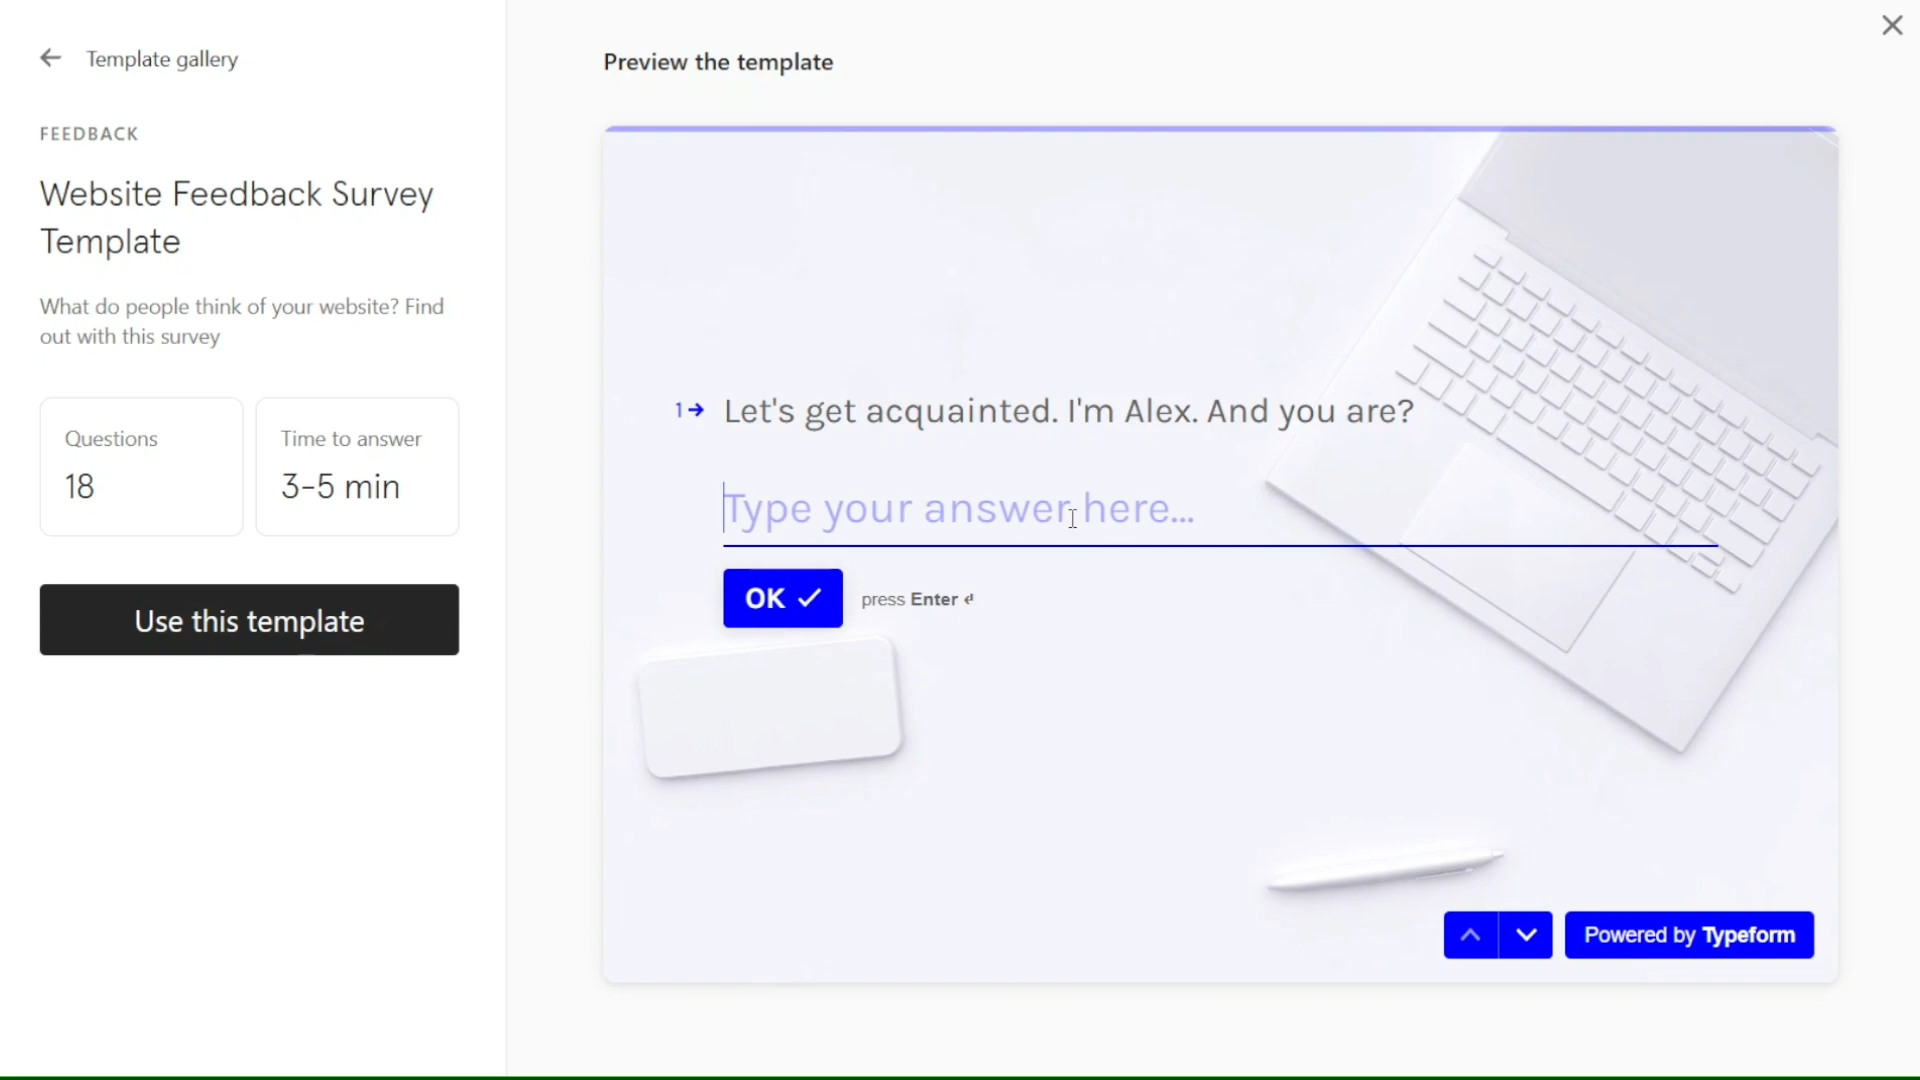 Template gallery
FEEDBACK
Website Feedback Survey
Template
What do people think of your website? Find
out with this survey
Questions
18
Time to answer
3-5 min
Use this template
Preview the template
1 Let's get acquainted. I'm Alex. And you are?
Type your answer here...
OK press Enter
Powered by Typeform